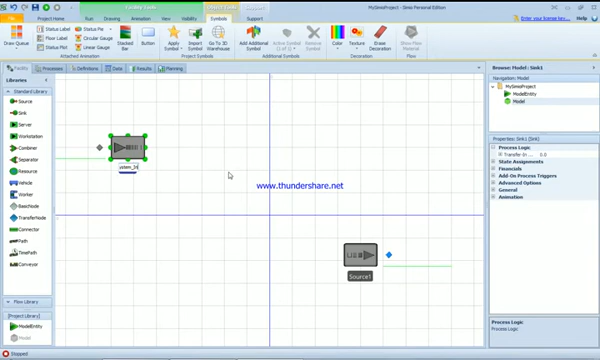 MySimioProject - Simio Personal Edition
Facility Tools
Project Home
Run
Drawing
Animation
View
Visibility
Symbols
Support
Enter your license key...
Help
Draw Queue
Status Label
Floor Label
Status Plot
Status Pie
Circular Gauge
Linear Gauge
Stacked Bar
Button
Attached Animation
Apply Symbol
Import Symbol
Go To 3D Warehouse
Project Symbols
Add Additional Symbol
Active Symbol
Remove Symbol
Additional Symbols
Color
Texture
Erase Decoration
Decoration
Show Files
View Material
Facility
Processes
Definitions
Data
Results
Planning
Libraries
Standard Library
Source
Sink
Server
Workstation
Combiner
Separator
Resource
Vehicle
Worker
BasicNode
TransferNode
Connector
Path
TimePath
Conveyor
Flow Library
[Project Library]
ModelEntity
Model
www.thundershare.net
Source1
Browse: Model : Sink1
Navigation: Model
MySimioProject
ModelEntity
Model
Properties: Sink1 (Sink)
Process Logic
Transfer-In ... 0.0
State Assignments
Financials
Add-On Process Triggers
Advanced Options
General
Animation
Process Logic
Process Logic
Stopped